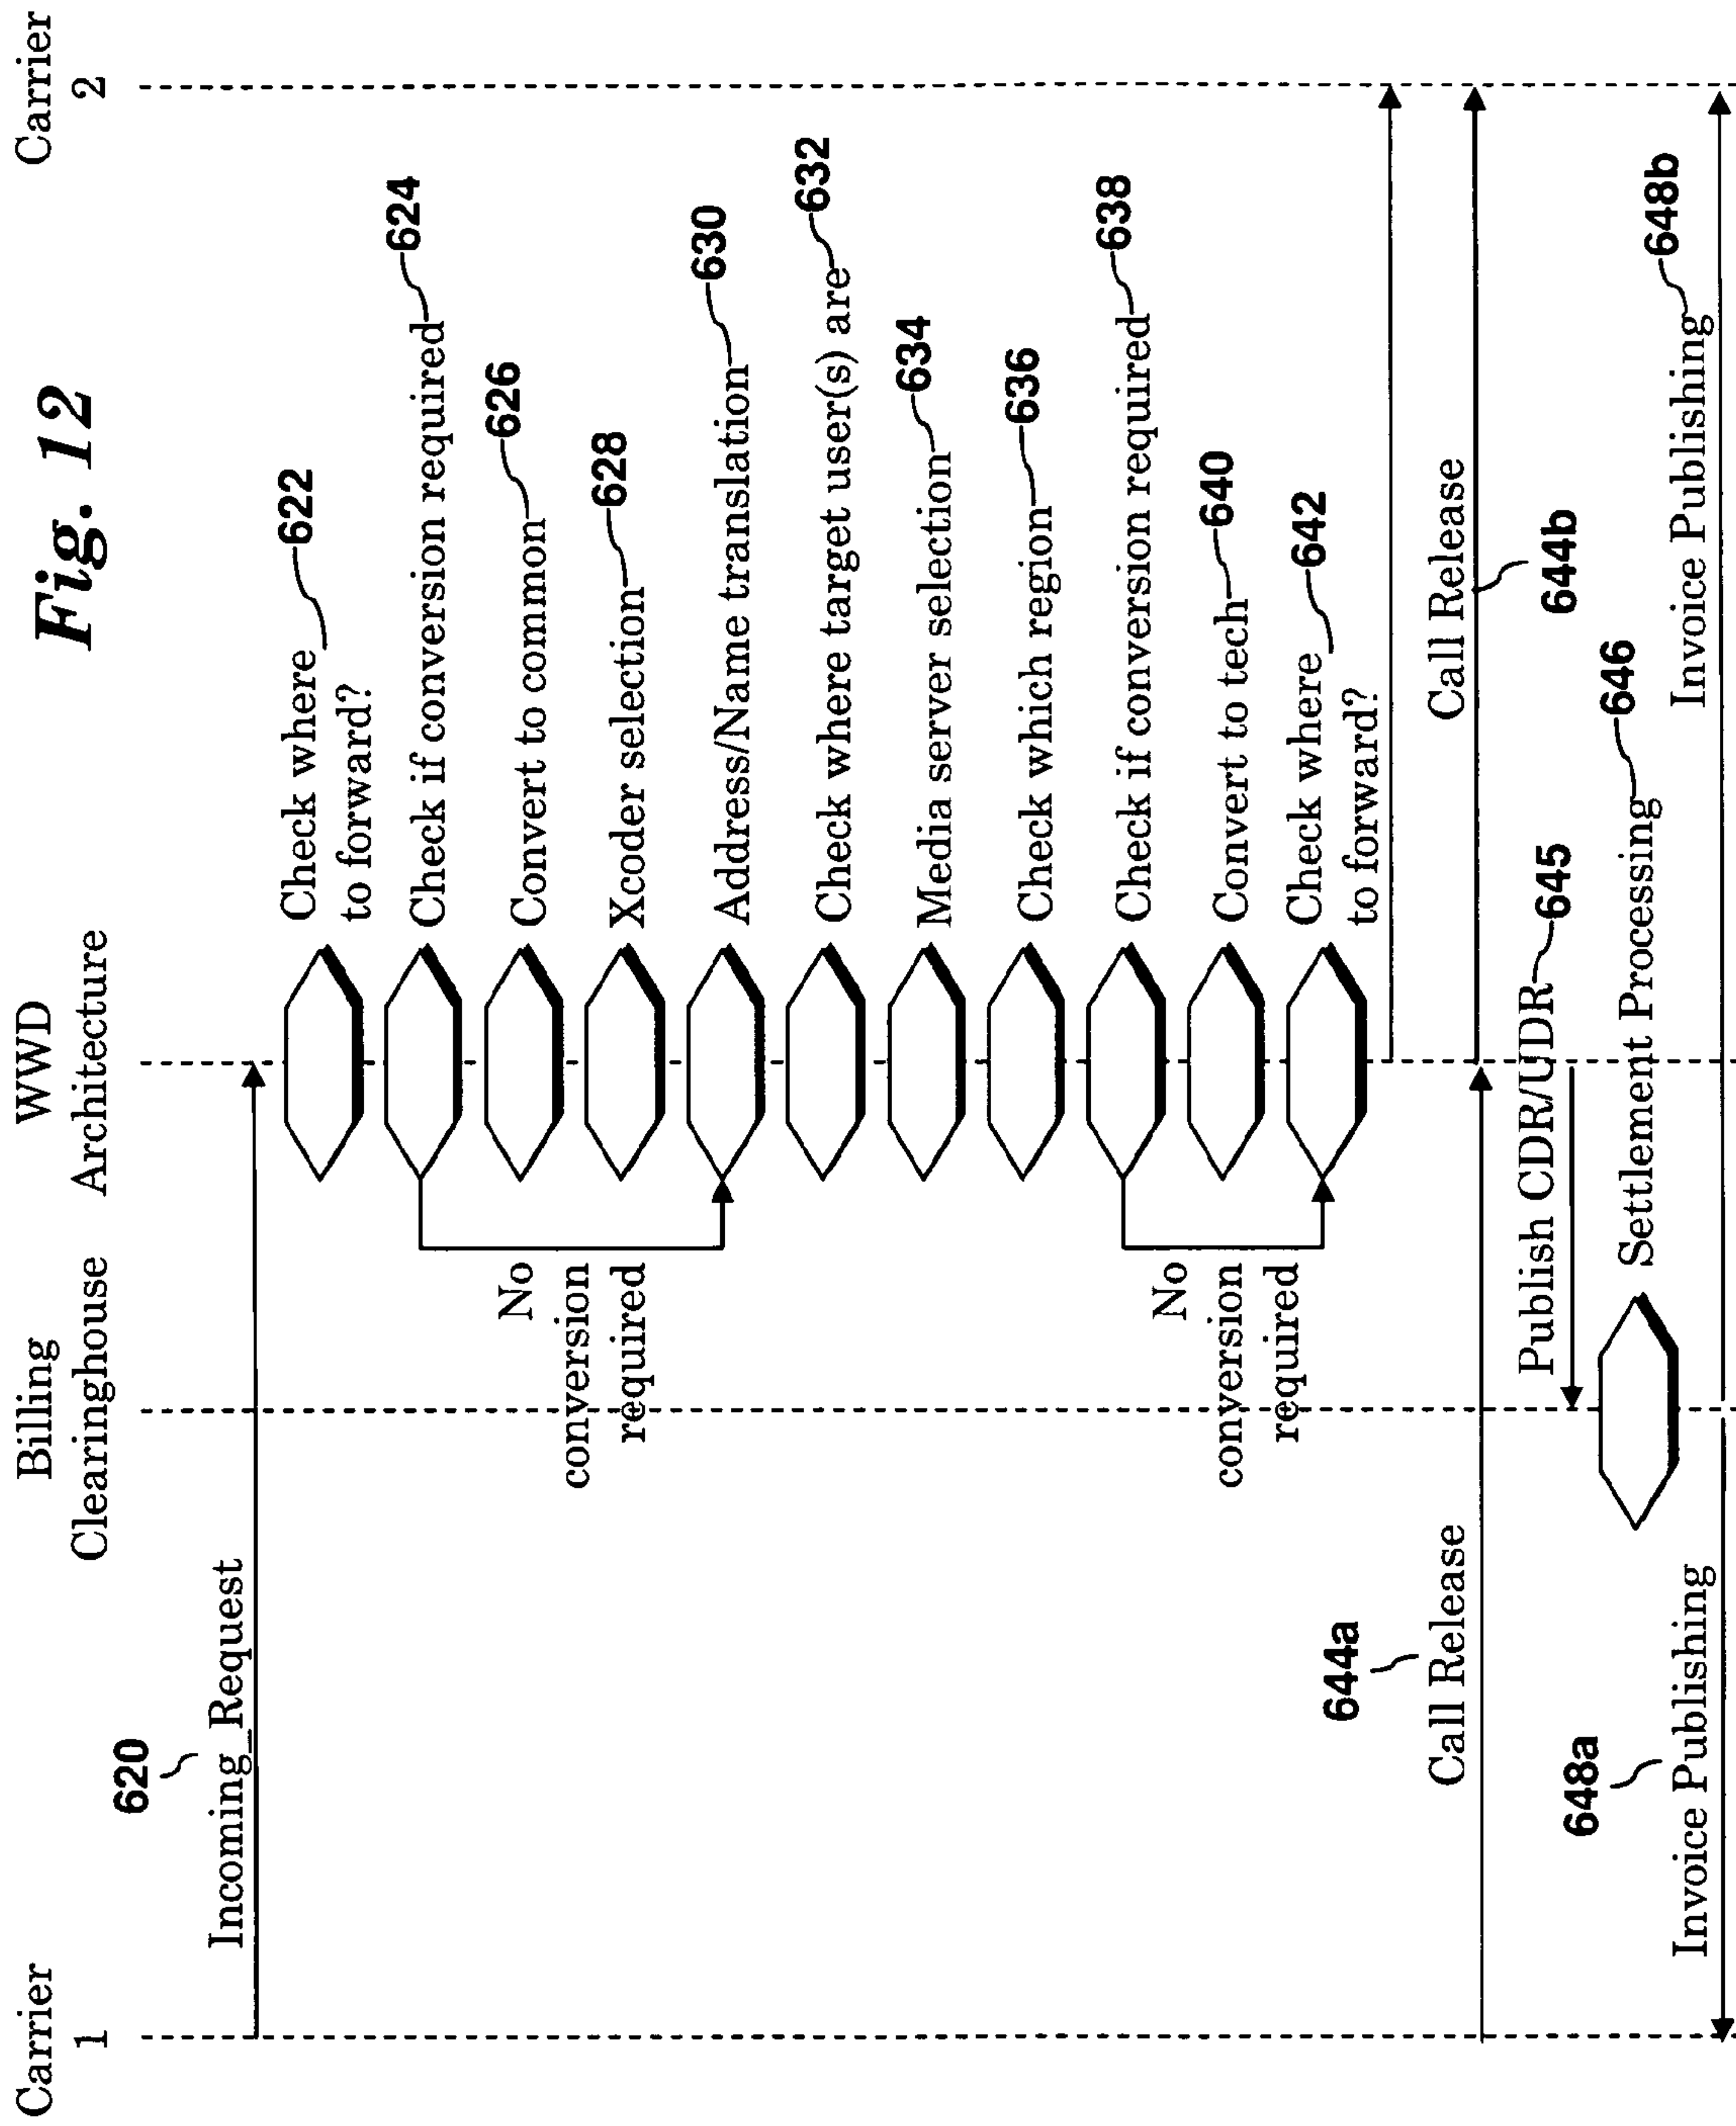 Fig. 12
Carrier
1
Billing
Clearinghouse
WWD
Architecture
Carrier
2
620
Incoming_Request
Check where
to forward?
622
Check if conversion required
624
Convert to common
626
Xcoder selection
628
No
conversion
required
Address/Name translation
630
Check where target user(s) are
632
Media server selection
634
Check which region
636
Check if conversion required
638
Convert to tech
640
No
conversion
required
Check where
to forward?
642
644a
Call Release
Call Release
644b
Publish CDR/UDR
645
Settlement Processing
646
648a
Invoice Publishing
Invoice Publishing
648b